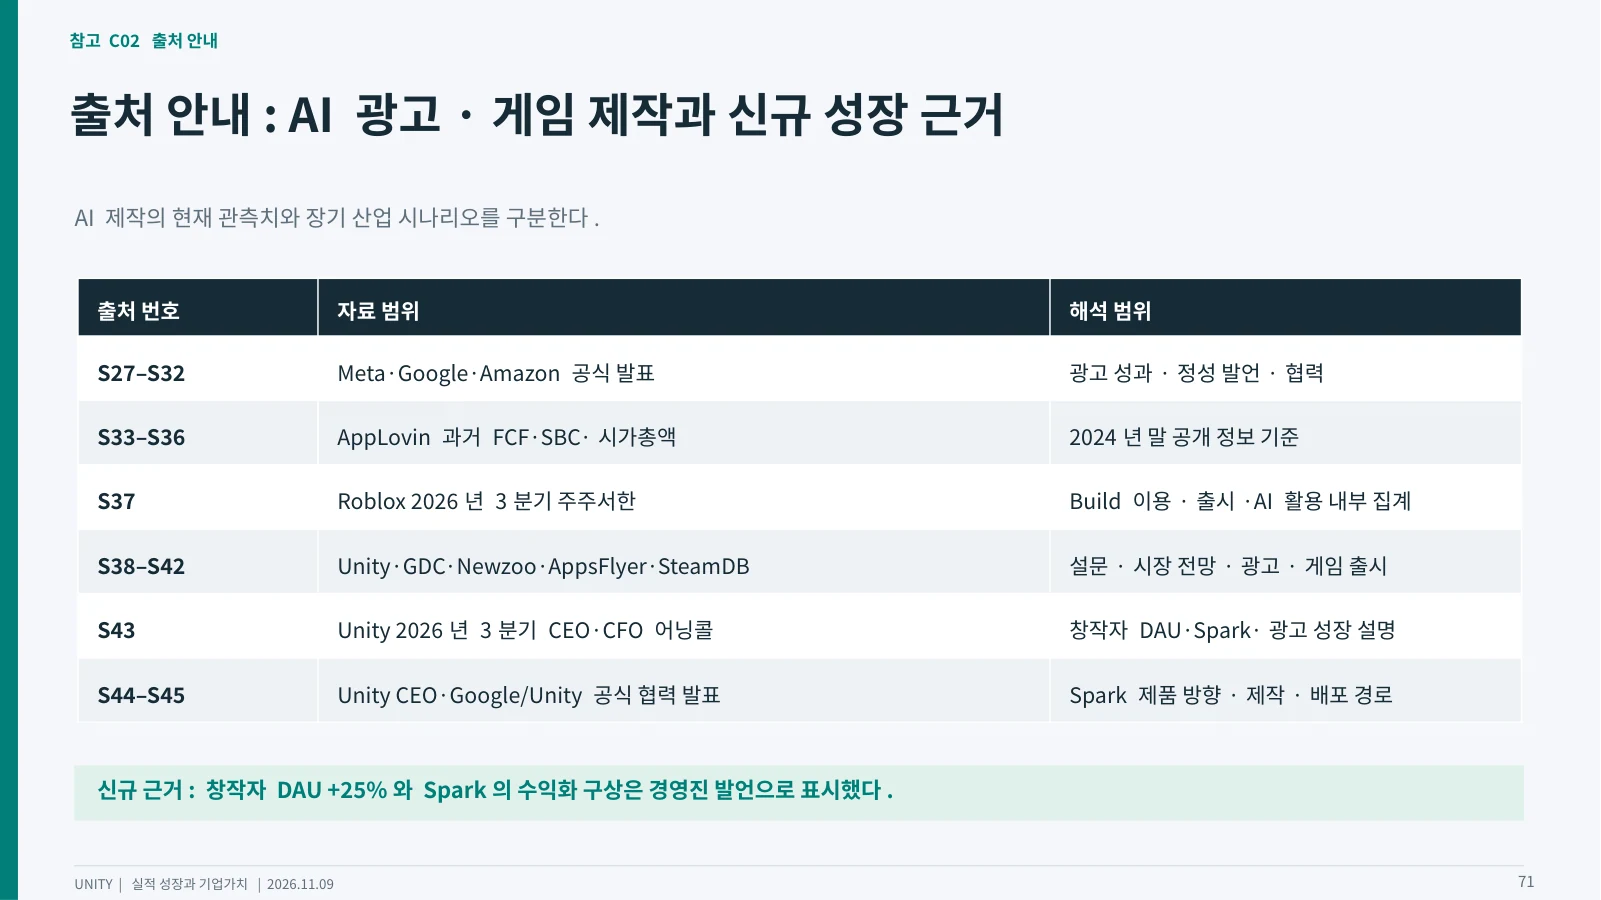 참고 C02 출처 안내
출처 안내 : AI 광고 · 게임 제작과 신규 성장 근거
AI 제작의 현재 관측치와 장기 산업 시나리오를 구분한다 .
출처 번호 자료 범위 해석 범위
S27–S32 Meta·Google·Amazon 공식 발표 광고 성과 · 정성 발언 · 협력
S33–S36 AppLovin 과거 FCF·SBC· 시가총액 2024 년 말 공개 정보 기준
S37 Roblox 2026 년 3 분기 주주서한 Build 이용 · 출시 ·AI 활용 내부 집계
S38–S42 Unity·GDC·Newzoo·AppsFlyer·SteamDB 설문 · 시장 전망 · 광고 · 게임 출시
S43 Unity 2026 년 3 분기 CEO·CFO 어닝콜 창작자 DAU·Spark· 광고 성장 설명
S44–S45 Unity CEO·Google/Unity 공식 협력 발표 Spark 제품 방향 · 제작 · 배포 경로
신규 근거 : 창작자 DAU +25% 와 Spark 의 수익화 구상은 경영진 발언으로 표시했다 .
UNITY | 실적 성장과 기업가치 | 2026.11.09 71